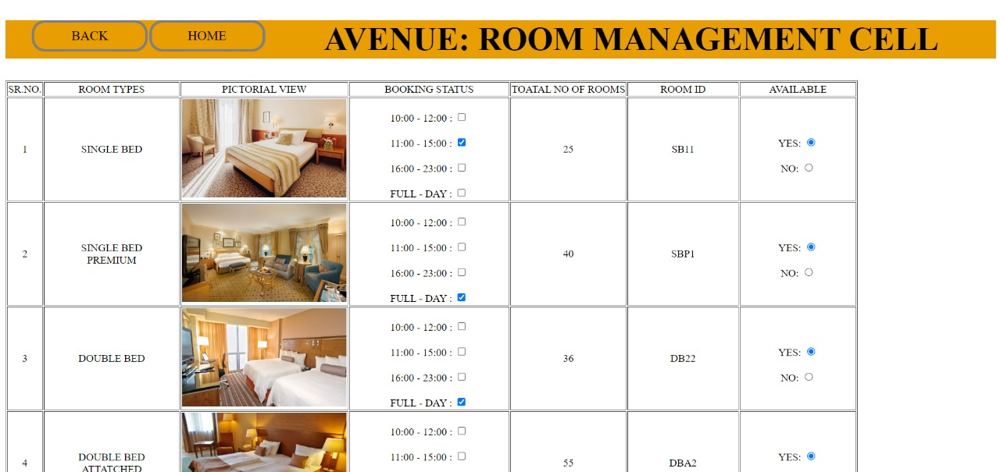 BACK HOME AVENUE: ROOM MANAGEMENT CELL
SR.NO. ROOM TYPES PICTORIAL VIEW BOOKING STATUS TOATAL NO OF ROOMS ROOM ID AVAILABLE
1
SINGLE BED
10:00 - 12:00 :
11:00 - 15:00 :
16:00 - 23:00 :
FULL - DAY :
25
SB11
YES:
NO:
2
SINGLE BED
PREMIUM
10:00 - 12:00 :
11:00 - 15:00 :
16:00 - 23:00 :
FULL - DAY :
40
SBP1
YES:
NO:
3
DOUBLE BED
10:00 - 12:00 :
11:00 - 15:00 :
16:00 - 23:00 :
FULL - DAY :
36
DB22
YES:
NO:
4
DOUBLE BED
ATTATCHED
10:00 - 12:00 :
11:00 - 15:00 :
55
DBA2
YES: